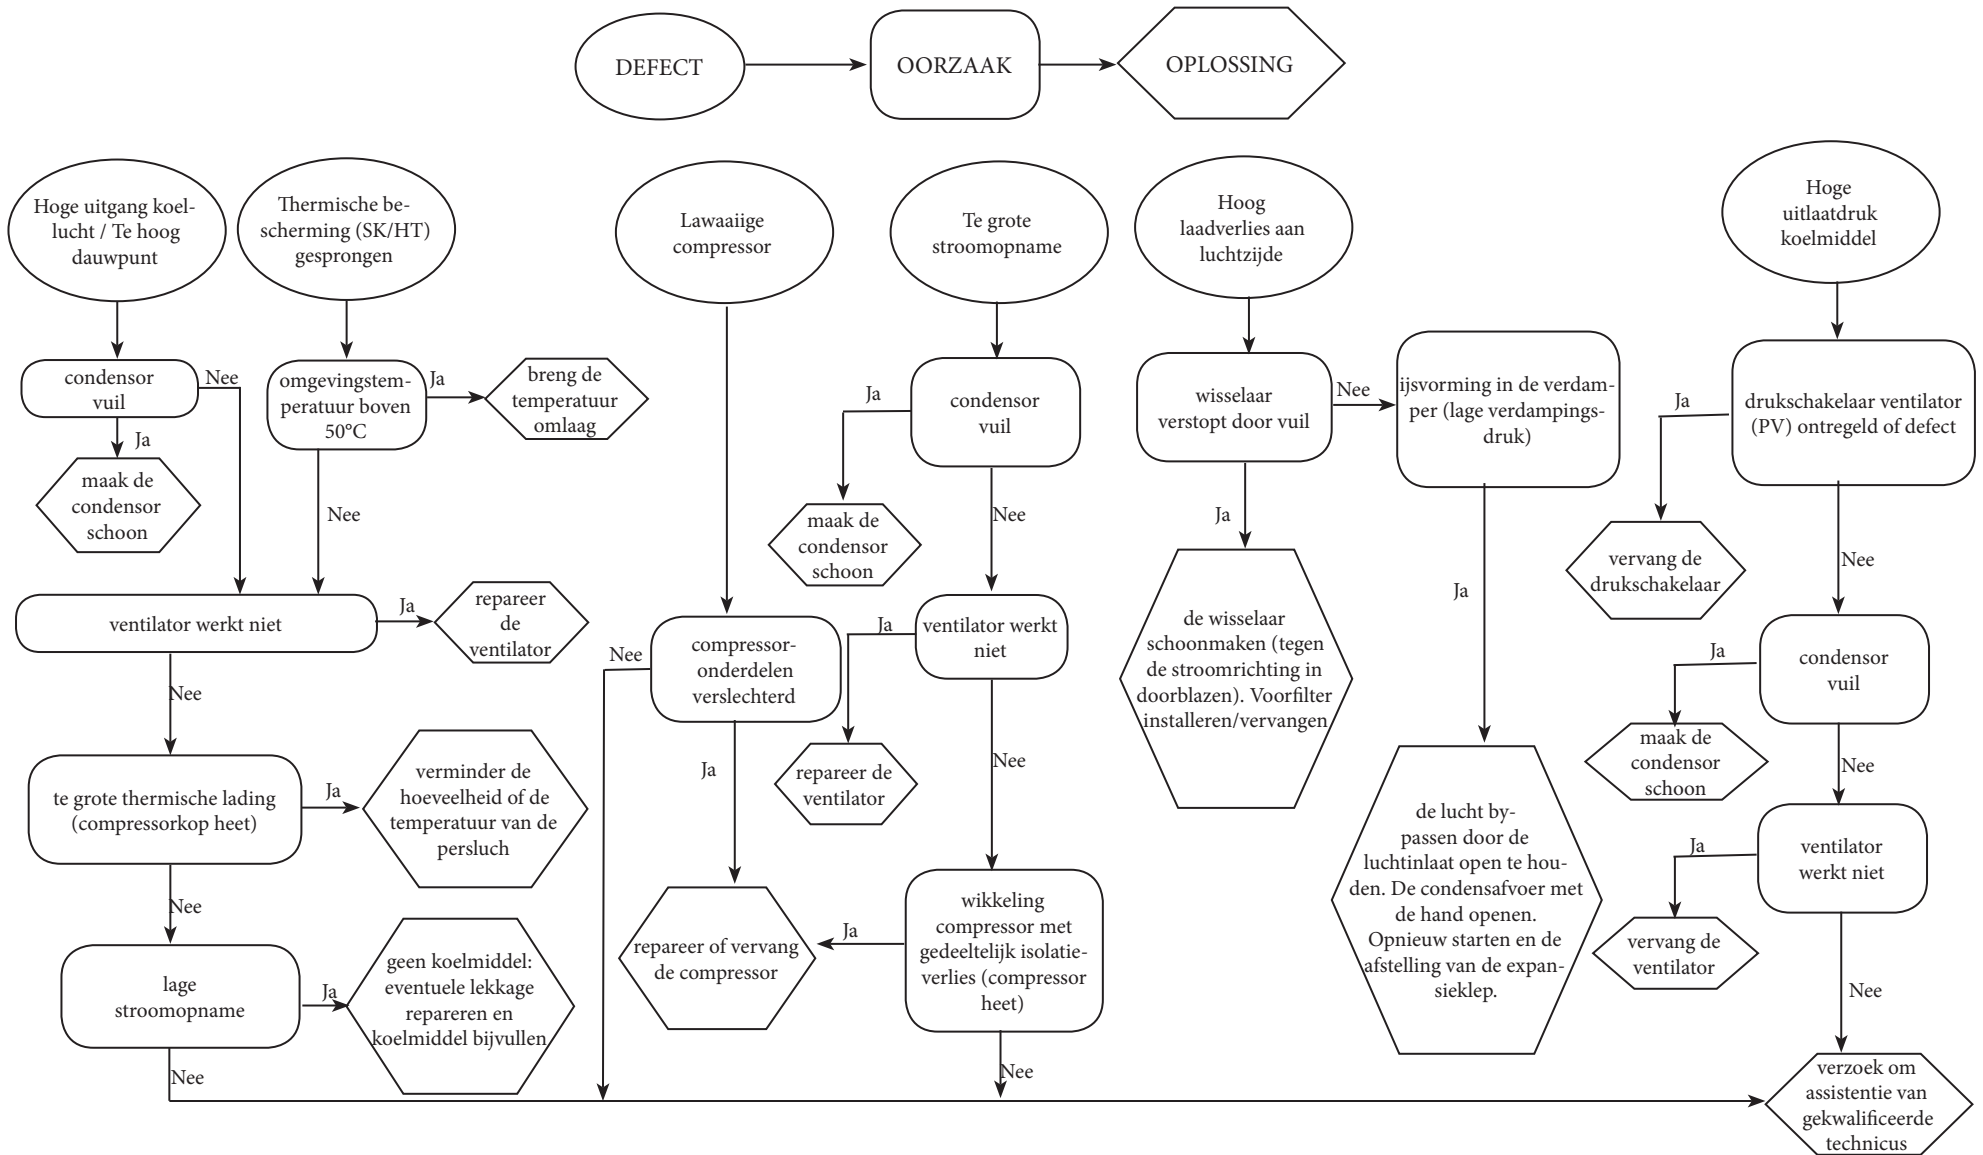 DEFECT
OORZAAK
OPLOSSING
Hoge uitgang koel-
lucht / Te hoog
dauwpunt
Thermische be-
scherming (SK/HT)
gesprongen
Lawaaiige
compressor
Te grote
stroomopname
Hoog
laadverlies aan
luchtzijde
Hoge
uitlaatdruk
koelmiddel
condensor
vuil
Nee
Ja
maak de
condensor
schoon
omgevingstem-
peratuur boven
50°C
Ja
breng de
temperatuur
omlaag
Nee
ventilator werkt niet
Ja
repareer
de
ventilator
Nee
te grote thermische lading
(compressorkop heet)
Ja
verminder de
hoeveelheid of de
temperatuur van de
persluch
Nee
lage
stroomopname
Ja
geen koelmiddel:
eventuele lekkage
repareren en
koelmiddel bijvullen
Nee
compressor-
onderdelen
verslechterd
Nee
Ja
repareer of vervang
de compressor
condensor
vuil
Ja
maak de
condensor
schoon
Nee
ventilator werkt
niet
Ja
repareer de
ventilator
Nee
wikkeling
compressor met
gedeeltelijk isolatie-
verlies (compressor
heet)
Ja
Nee
wisselaar
verstopt door vuil
Nee
Ja
de wisselaar
schoonmaken (tegen
de stroomrichting in
doorblazen). Voorfilter
installeren/vervangen
ijsvorming in de verdam-
per (lage verdampings-
druk)
Ja
de lucht by-
passen door de
luchtinlaat open te hou-
den. De condensafvoer met
de hand openen.
Opnieuw starten en de
afstelling van de expan-
sieklep.
drukschakelaar ventilator
(PV) ontregeld of defect
Ja
vervang de
drukschakelaar
Nee
condensor
vuil
Ja
maak de
condensor
schoon
Nee
ventilator
werkt niet
Ja
vervang de
ventilator
Nee
verzoek om
assistentie van
gekwalificeerde
technicus